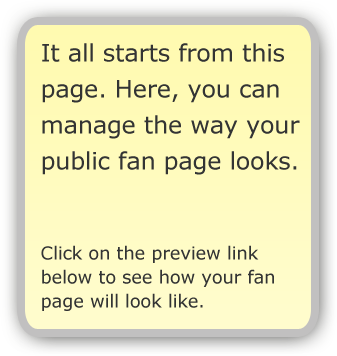 It all starts from this
page. Here, you can
manage the way your
public fan page looks.
Click on the preview link
below to see how your fan
page will look like.